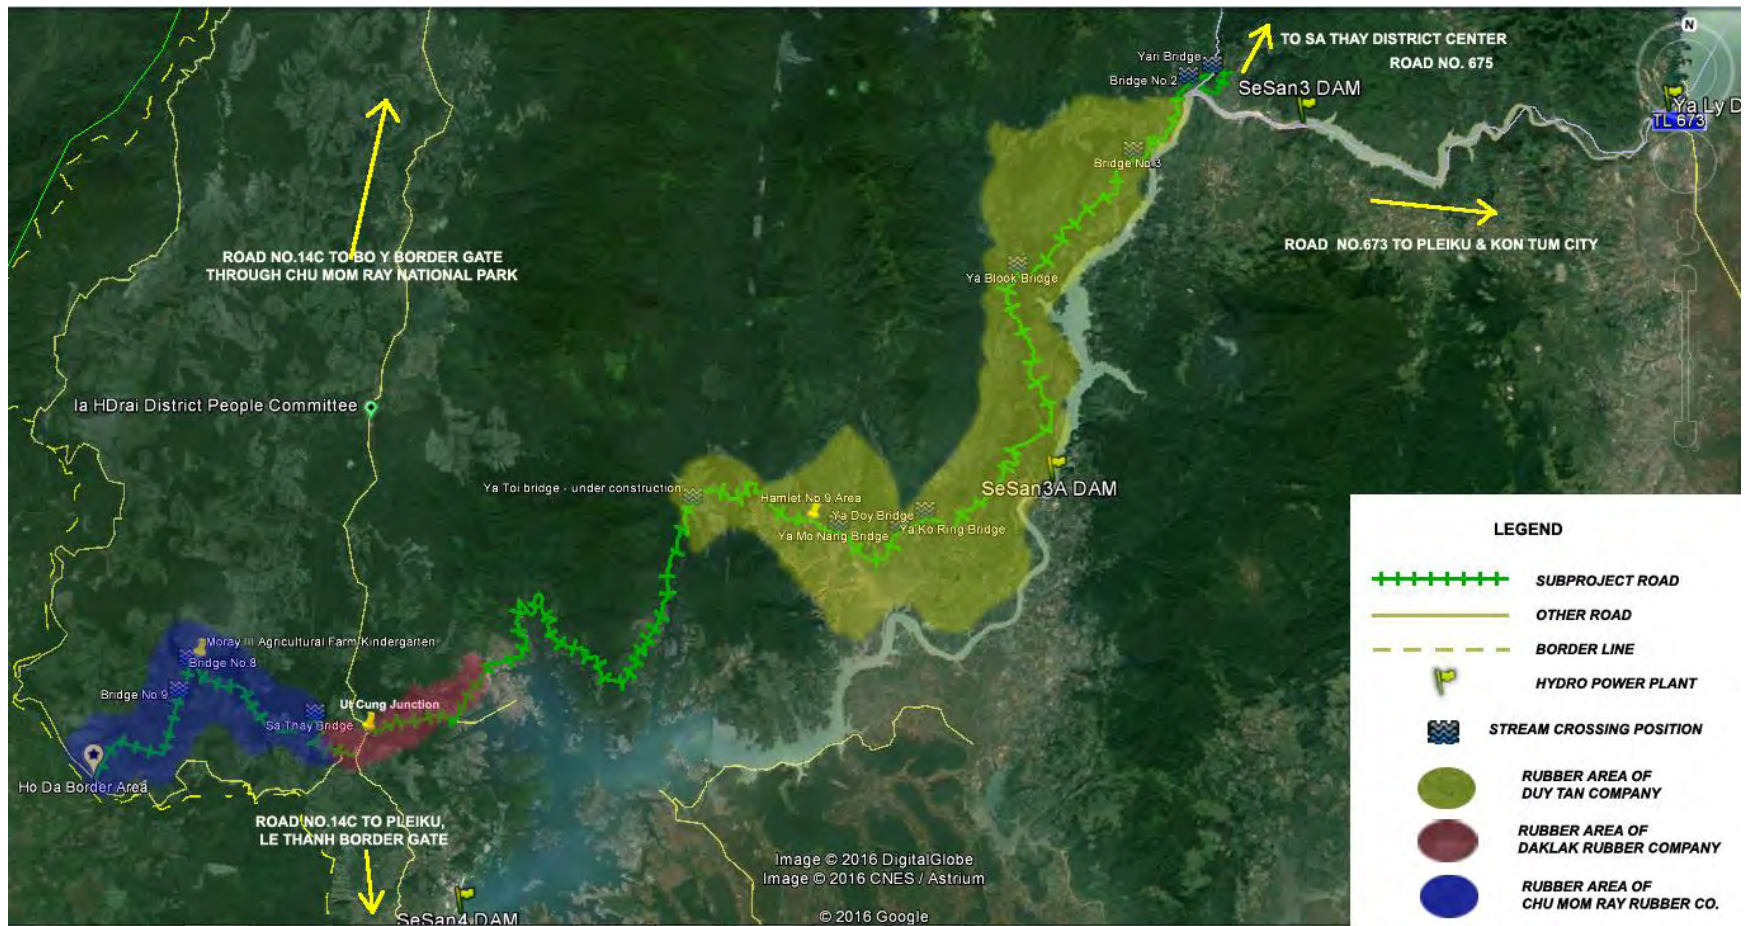 N
TO SA THAY DISTRICT CENTER
ROAD NO. 675
Yari Bridge
Bridge No.2
SeSan3 DAM
Ya Ly D
TL 673
Bridge No.3
ROAD NO.673 TO PLEIKU & KON TUM CITY
ROAD NO.14C TO BO Y BORDER GATE
THROUGH CHU MOM RAY NATIONAL PARK
Ya Blook Bridge
Ia HDrai District People Committee
Ya Toi bridge - under construction
SeSan3A DAM
Hamlet No.9 Area
Ya Doy Bridge
Ya Mo Nang Bridge
Ya Ko Ring Bridge
Moray III Agricultural Farm Kindergarten
Bridge No.8
Bridge No.9
Ut Cung Junction
Sa Thay Bridge
Ho Da Border Area
ROAD NO.14C TO PLEIKU,
LE THANH BORDER GATE
SeSan4 DAM
Image © 2016 DigitalGlobe
Image © 2016 CNES / Astrium
© 2016 Google
LEGEND
SUBPROJECT ROAD
OTHER ROAD
BORDER LINE
HYDRO POWER PLANT
STREAM CROSSING POSITION
RUBBER AREA OF
DUY TAN COMPANY
RUBBER AREA OF
DAKLAK RUBBER COMPANY
RUBBER AREA OF
CHU MOM RAY RUBBER CO.